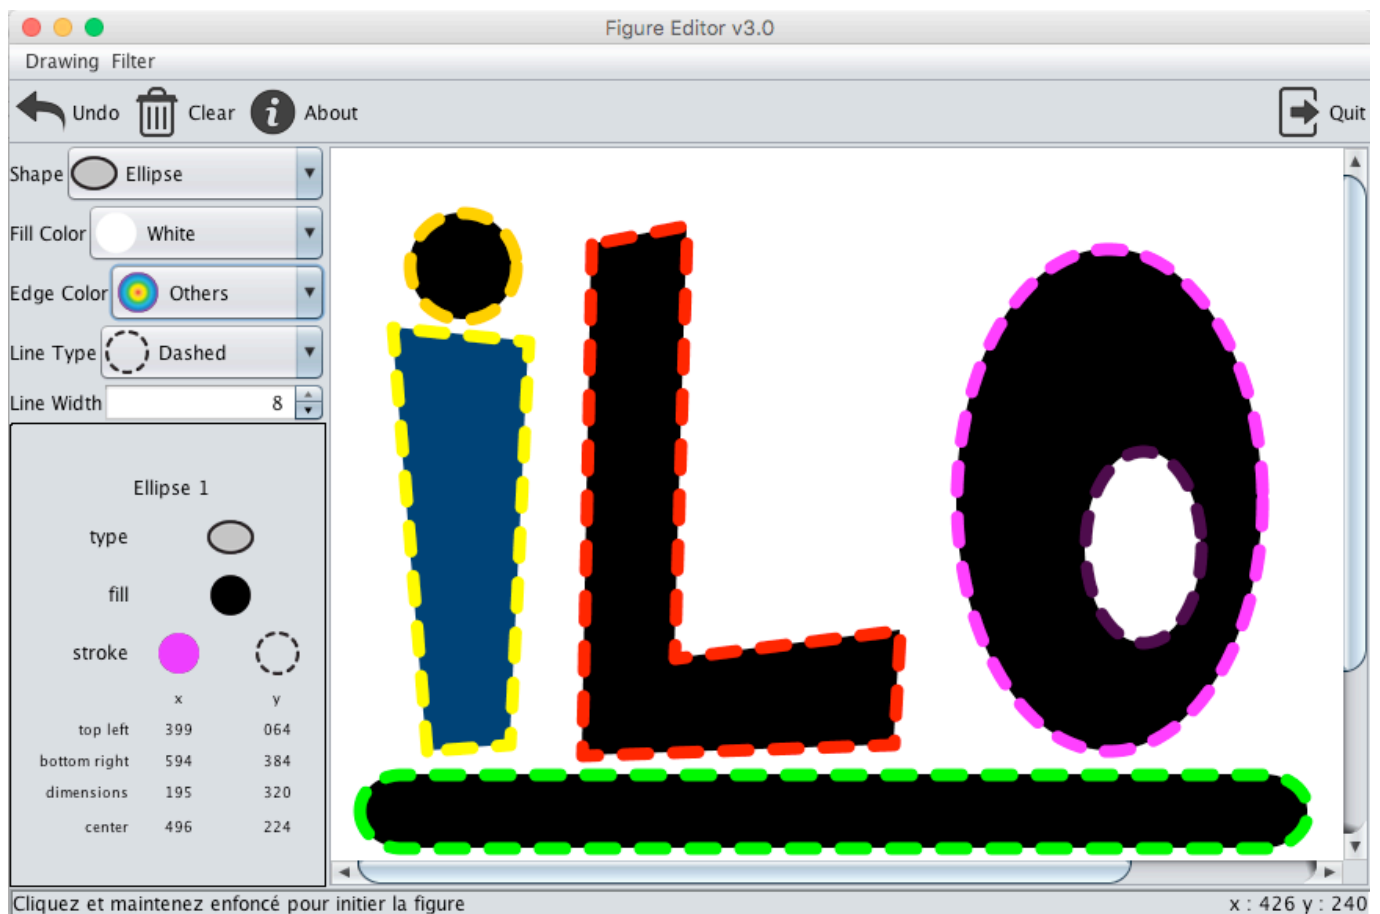 Figure Editor v3.0
Drawing Filter
Undo Clear About Quit
Shape Ellipse
Fill Color White
Edge Color Others
Line Type Dashed
Line Width 8
Ellipse 1
type
fill
stroke
x y
top left 399 064
bottom right 594 384
dimensions 195 320
center 496 224
iLo
Cliquez et maintenez enfoncé pour initier la figure x : 426 y : 240